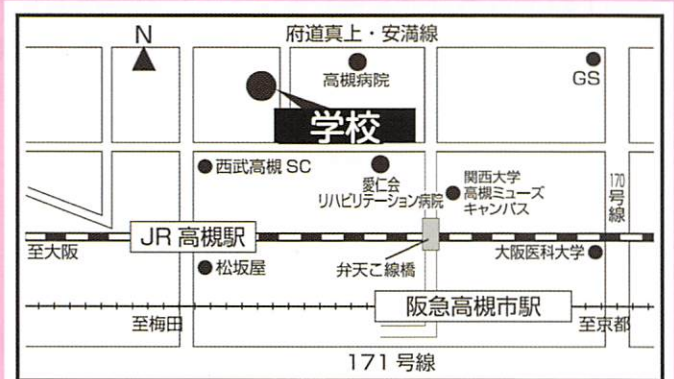 N
府道真上・安満線
高槻病院
GS
学校
西武高槻 SC
愛仁会
リハビリテーション病院
関西大学
高槻ミューズ
キャンパス
170号線
JR 高槻駅
至大阪
松坂屋
弁天こ線橋
大阪医科大学
阪急高槻市駅
至梅田
至京都
171 号線